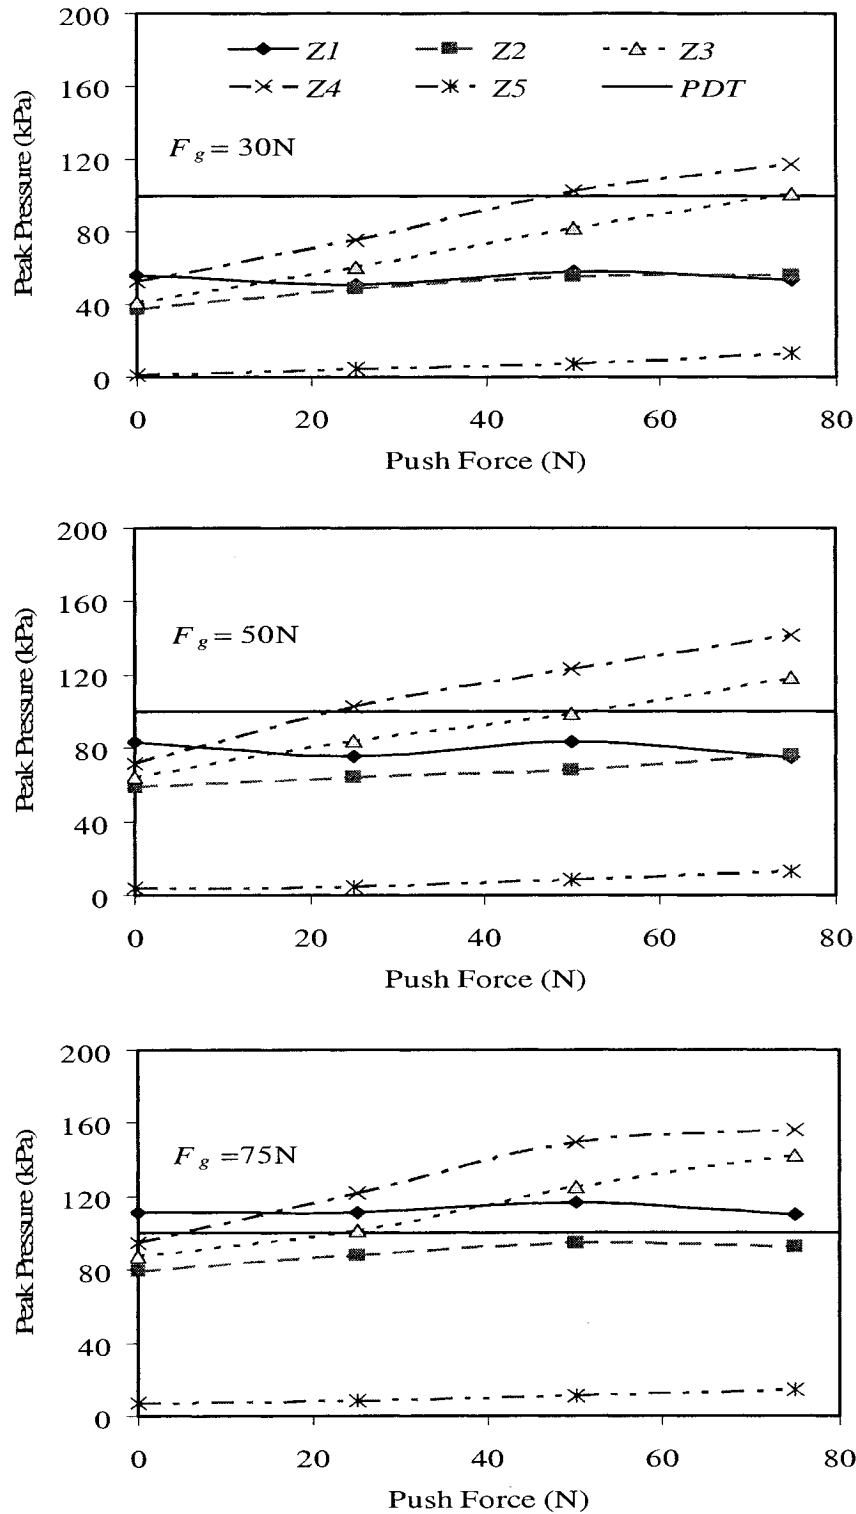 200
160
120
80
40
0
Peak Pressure (kPa)
Z1 Z2 Z3
Z4 Z5 PDT
F g = 30N
0 20 40 60 80
Push Force (N)
200
160
120
80
40
0
Peak Pressure (kPa)
F g = 50N
0 20 40 60 80
Push Force (N)
200
160
120
80
40
0
Peak Pressure (kPa)
F g =75N
0 20 40 60 80
Push Force (N)